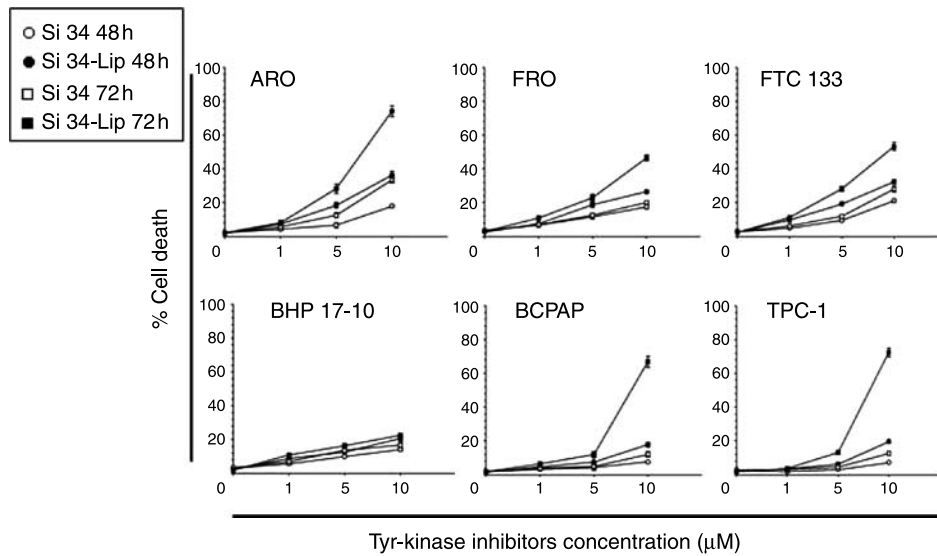 Si 34 48h
Si 34-Lip 48h
Si 34 72h
Si 34-Lip 72h
% Cell death
ARO
100
80
60
40
20
0 1 5 10
FRO
100
80
60
40
20
0 1 5 10
FTC 133
100
80
60
40
20
0 1 5 10
BHP 17-10
100
80
60
40
20
0 1 5 10
BCPAP
100
80
60
40
20
0 1 5 10
TPC-1
100
80
60
40
20
0 1 5 10
Tyr-kinase inhibitors concentration (μM)